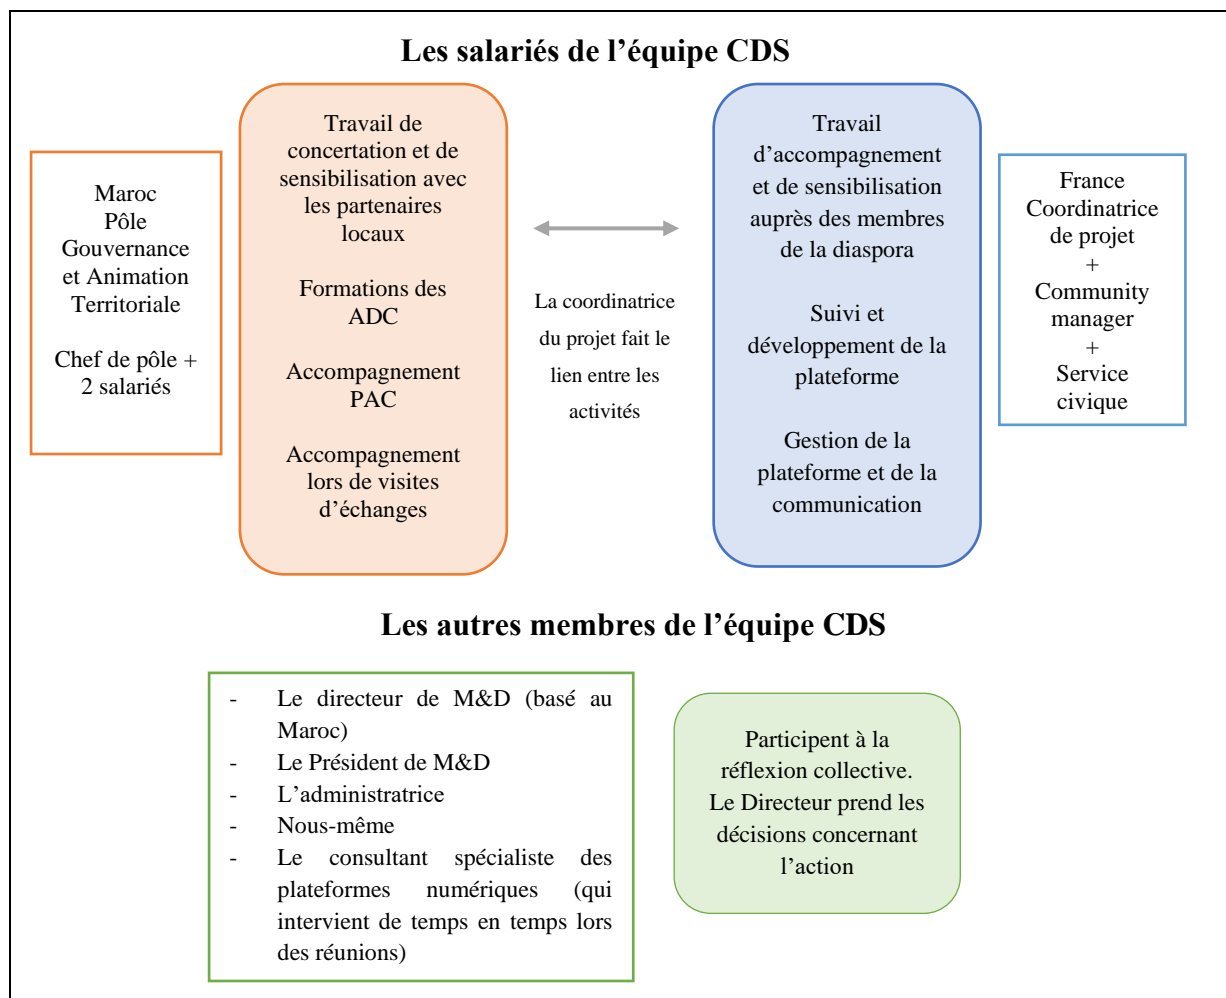 Les salariés de l’équipe CDS
Maroc
Pôle
Gouvernance
et Animation
Territoriale
Chef de pôle +
2 salariés
Travail de
concertation et de
sensibilisation avec
les partenaires
locaux
Formations des
ADC
Accompagnement
PAC
Accompagnement
lors de visites
d’échanges
La coordinatrice
du projet fait le
lien entre les
activités
Travail
d’accompagnement
et de sensibilisation
auprès des membres
de la diaspora
Suivi et
développement de la
plateforme
Gestion de la
plateforme et de la
communication
France
Coordinatrice
de projet
+
Community
manager
+
Service
civique
Les autres membres de l’équipe CDS
- Le directeur de M&D (basé au
Maroc)
- Le Président de M&D
- L’administratrice
- Nous-même
- Le consultant spécialiste des
plateformes numériques (qui
intervient de temps en temps lors
des réunions)
Participent à la
réflexion collective.
Le Directeur prend les
décisions concernant
l’action